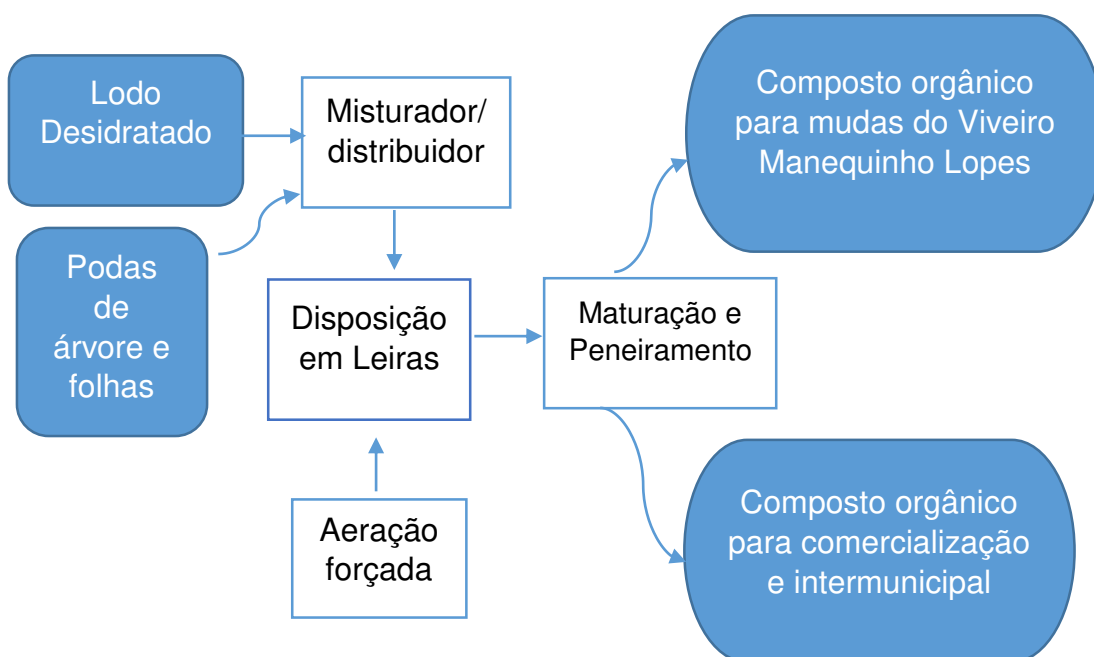 Lodo
Desidratado
Misturador/
distribuidor
Composto orgânico
para mudas do Viveiro
Manequinho Lopes
Podas
de
árvore e
folhas
Disposição
em Leiras
Maturação e
Peneiramento
Aeração
forçada
Composto orgânico
para comercialização
e intermunicipal